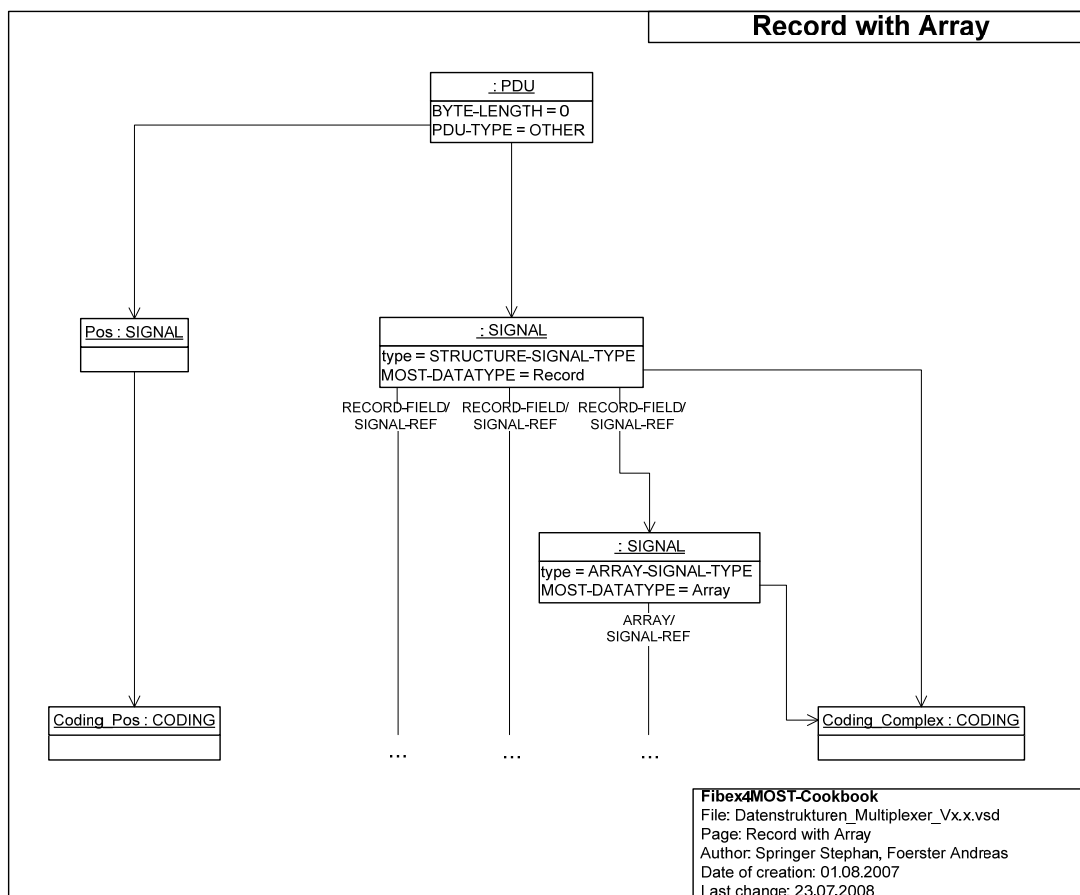 Record with Array
: PDU
BYTE-LENGTH = 0
PDU-TYPE = OTHER
Pos : SIGNAL
: SIGNAL
type = STRUCTURE-SIGNAL-TYPE
MOST-DATATYPE = Record
RECORD-FIELD/
SIGNAL-REF
RECORD-FIELD/
SIGNAL-REF
RECORD-FIELD/
SIGNAL-REF
: SIGNAL
type = ARRAY-SIGNAL-TYPE
MOST-DATATYPE = Array
ARRAY/
SIGNAL-REF
Coding_Pos : CODING
...
...
...
Coding_Complex : CODING
Fibex4MOST-Cookbook
File: Datenstrukturen_Multiplexer_Vx.x.vsd
Page: Record with Array
Author: Springer Stephan, Foerster Andreas
Date of creation: 01.08.2007
Last change: 23.07.2008